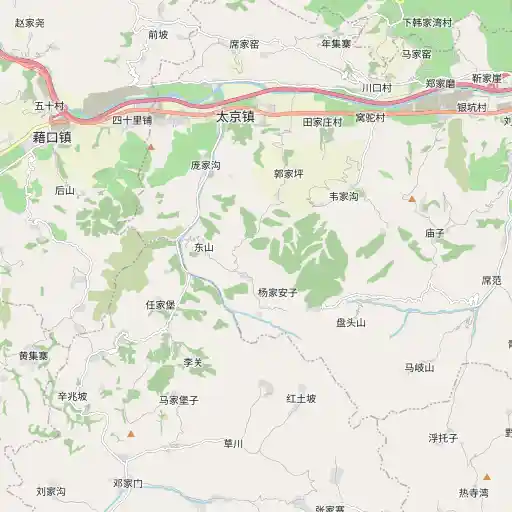 赵家尧
下韩家湾村
前坡
席家窑
年集寨
马家窑
靳家崖
郑家磨
川口村
五十村
银坑村
四十里铺
太京镇
田家庄村
窝驼村
藉口镇
庞家沟
郭家坪
后山
韦家沟
庙子
东山
席范
杨家安子
任家堡
盘头山
黄集寨
李关
马岐山
辛兆坡
马家堡子
红土坡
草川
浮托子
邓家门
刘家沟
热寺湾
张家寨